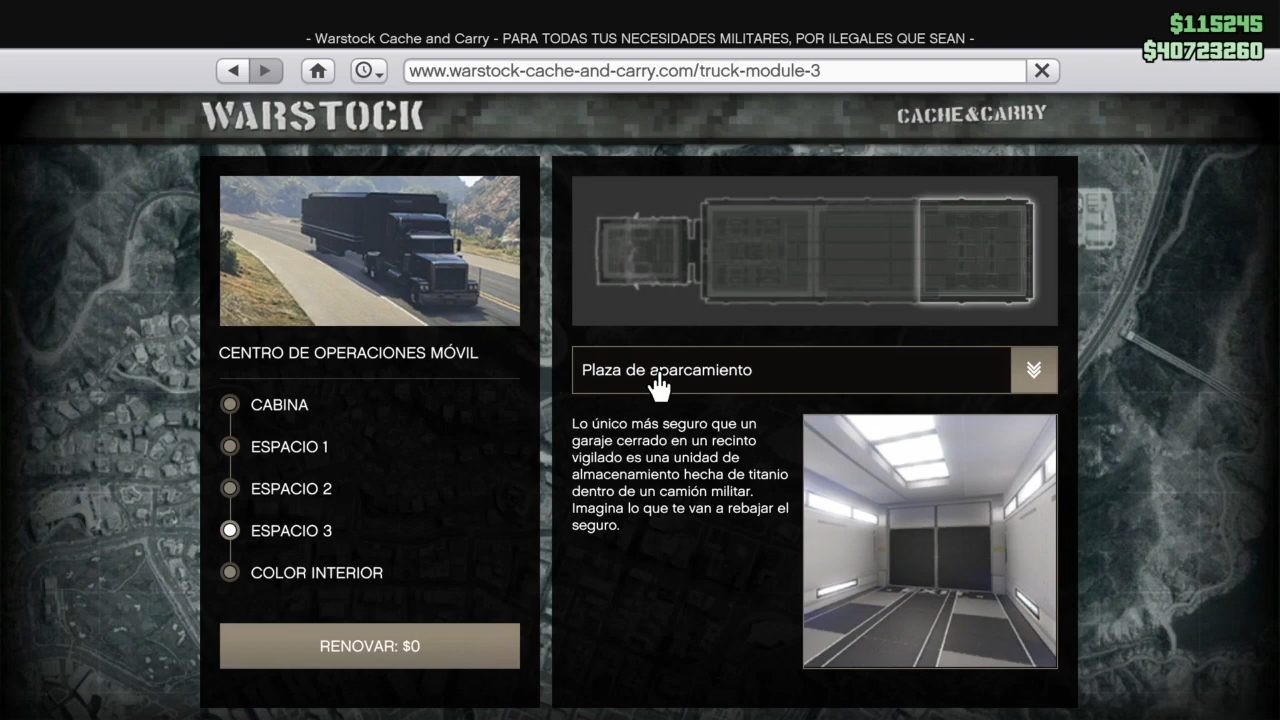 - Warstock Cache and Carry - PARA TODAS TUS NECESIDADES MILITARES, POR ILEGALES QUE SEAN -
$115245
$40723260
www.warstock-cache-and-carry.com/truck-module-3
WARSTOCK
CACHE&CARRY
CENTRO DE OPERACIONES MÓVIL
CABINA
ESPACIO 1
ESPACIO 2
ESPACIO 3
COLOR INTERIOR
RENOVAR: $0
Plaza de aparcamiento
Lo único más seguro que un
garaje cerrado en un recinto
vigilado es una unidad de
almacenamiento hecha de titanio
dentro de un camión militar.
Imagina lo que te van a rebajar el
seguro.